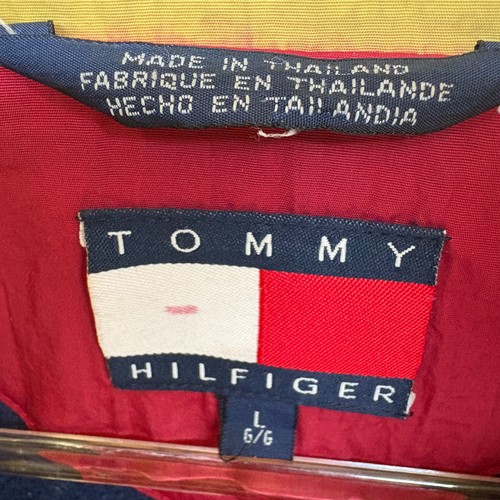 MADE IN THAILAND
FABRIQUE EN THAILANDE
HECHO EN TAILANDIA
TOMMY
HILFIGER
L
G/G